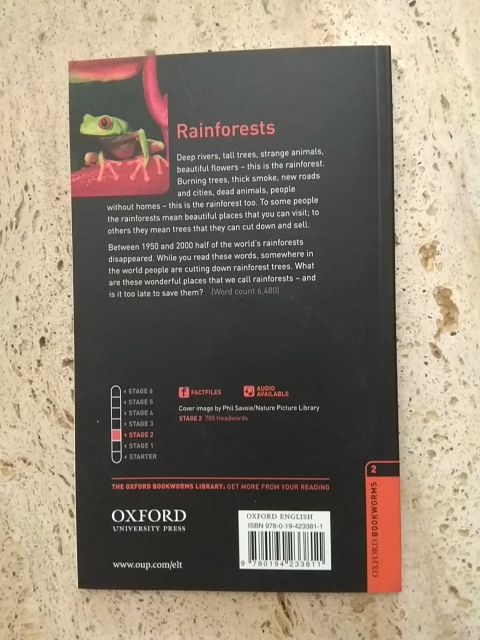 Rainforests
Deep rivers, tall trees, strange animals,
beautiful flowers – this is the rainforest.
Burning trees, thick smoke, new roads
and cities, dead animals, people
without homes – this is the rainforest too. To some people
the rainforests mean beautiful places that you can visit; to
others they mean trees that they can cut down and sell.
Between 1950 and 2000 half of the world's rainforests
disappeared. While you read these words, somewhere in
the world people are cutting down rainforest trees. What
are these wonderful places that we call rainforests – and
is it too late to save them? (Word count 6,480)
‹ STAGE 6
‹ STAGE 5
‹ STAGE 4
‹ STAGE 3
‹ STAGE 2
‹ STAGE 1
‹ STARTER
f FACTFILES
AUDIO
AVAILABLE
Cover image by Phil Savoie/Nature Picture Library
STAGE 2 700 Headwords
THE OXFORD BOOKWORMS LIBRARY: GET MORE FROM YOUR READING
OXFORD
UNIVERSITY PRESS
www.oup.com/elt
OXFORD ENGLISH
ISBN 978-0-19-423381-1
9 780194 233811
2
OXFORD BOOKWORMS